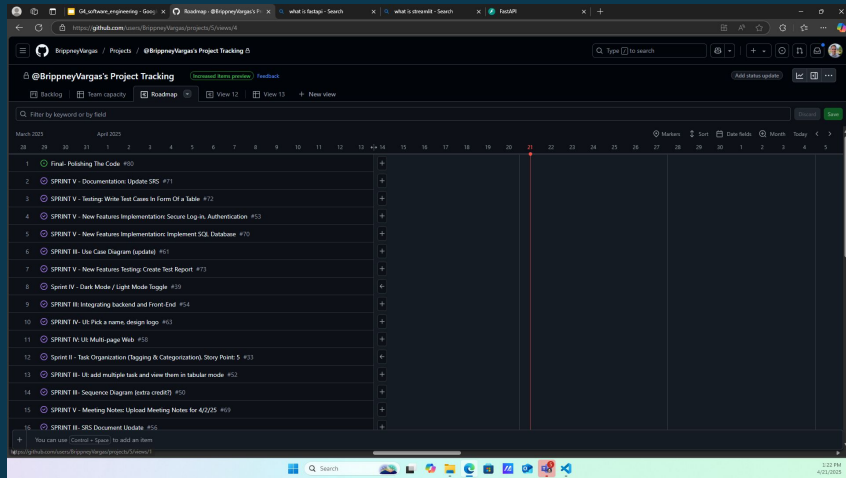 G4_software_engineering - Goog
Roadmap · @BrippneyVargas's Pr
what is fastapi - Search
what is streamlit - Search
FastAPI
https://github.com/users/BrippneyVargas/projects/5/views/4
BrippneyVargas / Projects / @BrippneyVargas's Project Tracking
Type / to search
@BrippneyVargas's Project Tracking
Increased items preview
Feedback
Add status update
Backlog
Team capacity
Roadmap
View 12
View 13
+ New view
Filter by keyword or by field
Discard
Save
March 2025
April 2025
Markers
Sort
Date fields
Month
Today
28 29 30 31 1 2 3 4 5 6 7 8 9 10 11 12 13 14 15 16 17 18 19 20 21 22 23 24 25 26 27 28 29 30 1 2 3 4 5
1 Final- Polishing The Code #80
2 SPRINT V - Documentation: Update SRS #71
3 SPRINT V - Testing: Write Test Cases In Form Of a Table #72
4 SPRINT V - New Features Implementation: Secure Log-in, Authentication #53
5 SPRINT V - New Features Implementation: Implement SQL Database #70
6 SPRINT III- Use Case Diagram (update) #61
7 SPRINT V - New Features Testing: Create Test Report #73
8 Sprint IV - Dark Mode / Light Mode Toggle #39
9 SPRINT III: Integrating backend and Front-End #54
10 SPRINT IV- UI: Pick a name, design logo #63
11 SPRINT IV: UI: Multi-page Web #58
12 Sprint II - Task Organization (Tagging & Categorization). Story Point: 5 #33
13 SPRINT III- UI: add multiple task and view them in tabular mode #52
14 SPRINT III- Sequence Diagram (extra credit?) #50
15 SPRINT V - Meeting Notes: Upload Meeting Notes for 4/2/25 #69
16 SPRINT III- SRS Document Update #56
+ You can use Control + Space to add an item
https://github.com/users/BrippneyVargas/projects/5/views/1
Search
1:22 PM
4/21/2025